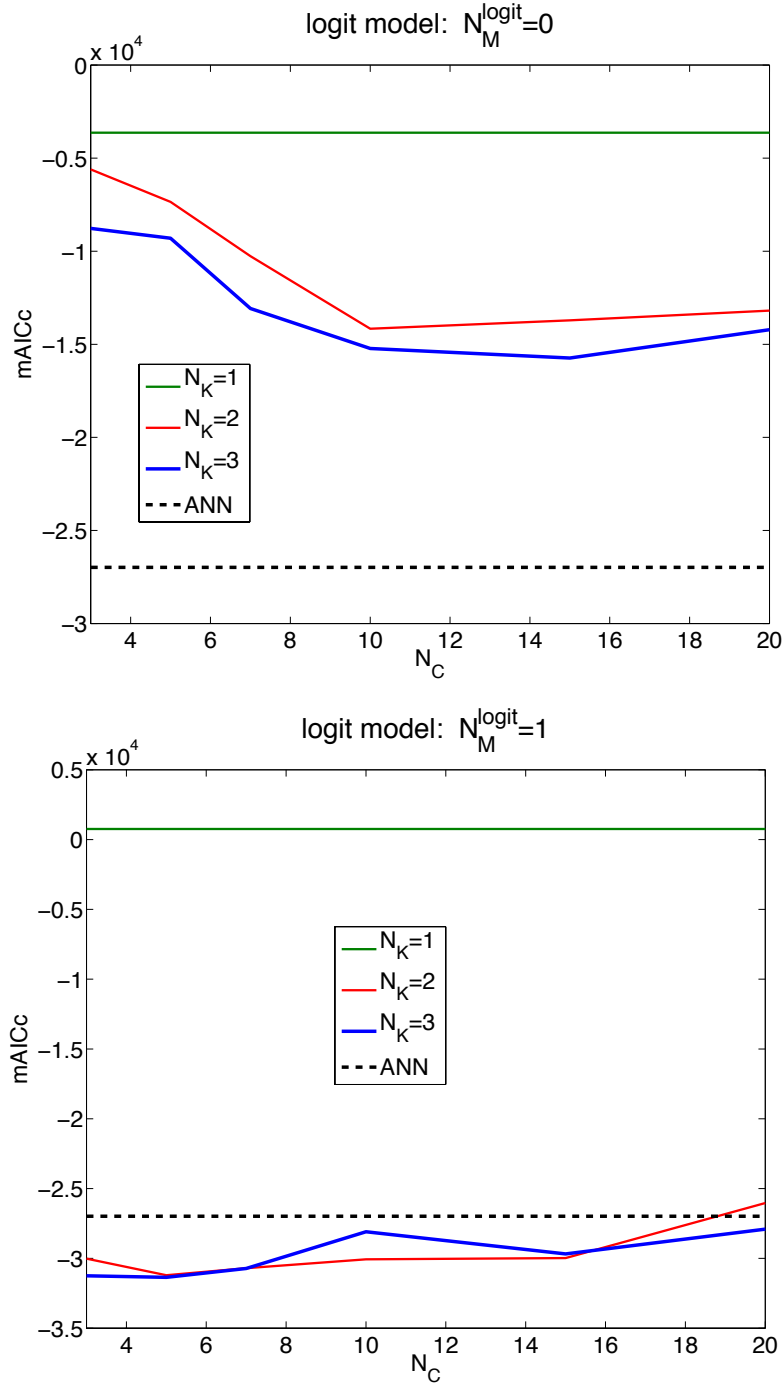 logit model: N_M^logit=0
x 10^4
0
−0.5
−1
−1.5
−2
−2.5
−3
mAICc
N_K=1
N_K=2
N_K=3
ANN
4 6 8 10 12 14 16 18 20
N_C
logit model: N_M^logit=1
x 10^4
0.5
0
−0.5
−1
−1.5
−2
−2.5
−3
−3.5
mAICc
N_K=1
N_K=2
N_K=3
ANN
4 6 8 10 12 14 16 18 20
N_C